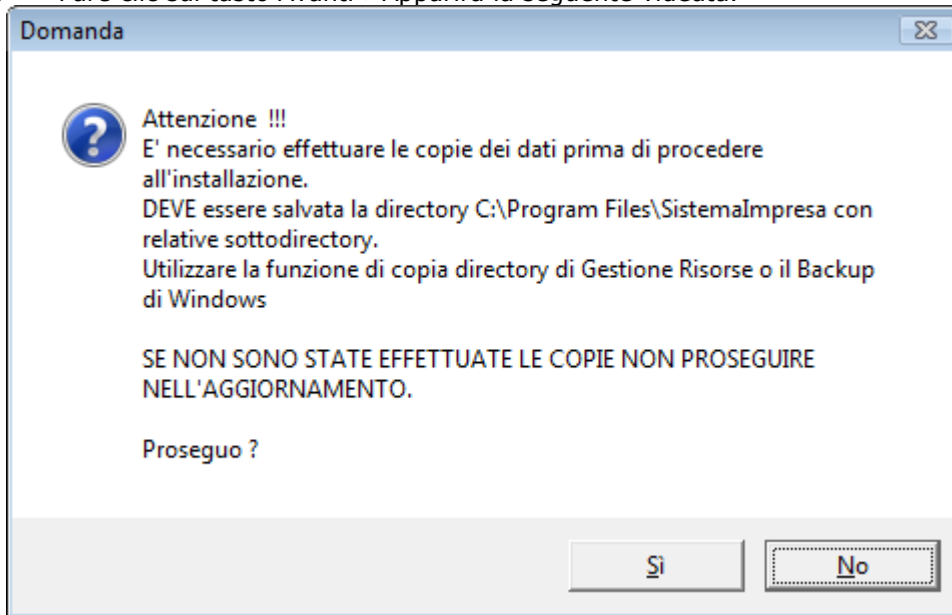 Domanda
Attenzione !!!
E' necessario effettuare le copie dei dati prima di procedere
all'installazione.
DEVE essere salvata la directory C:\Program Files\SistemaImpresa con
relative sottodirectory.
Utilizzare la funzione di copia directory di Gestione Risorse o il Backup
di Windows
SE NON SONO STATE EFFETTUATE LE COPIE NON PROSEGUIRE
NELL'AGGIORNAMENTO.
Proseguo ?
Sì
No